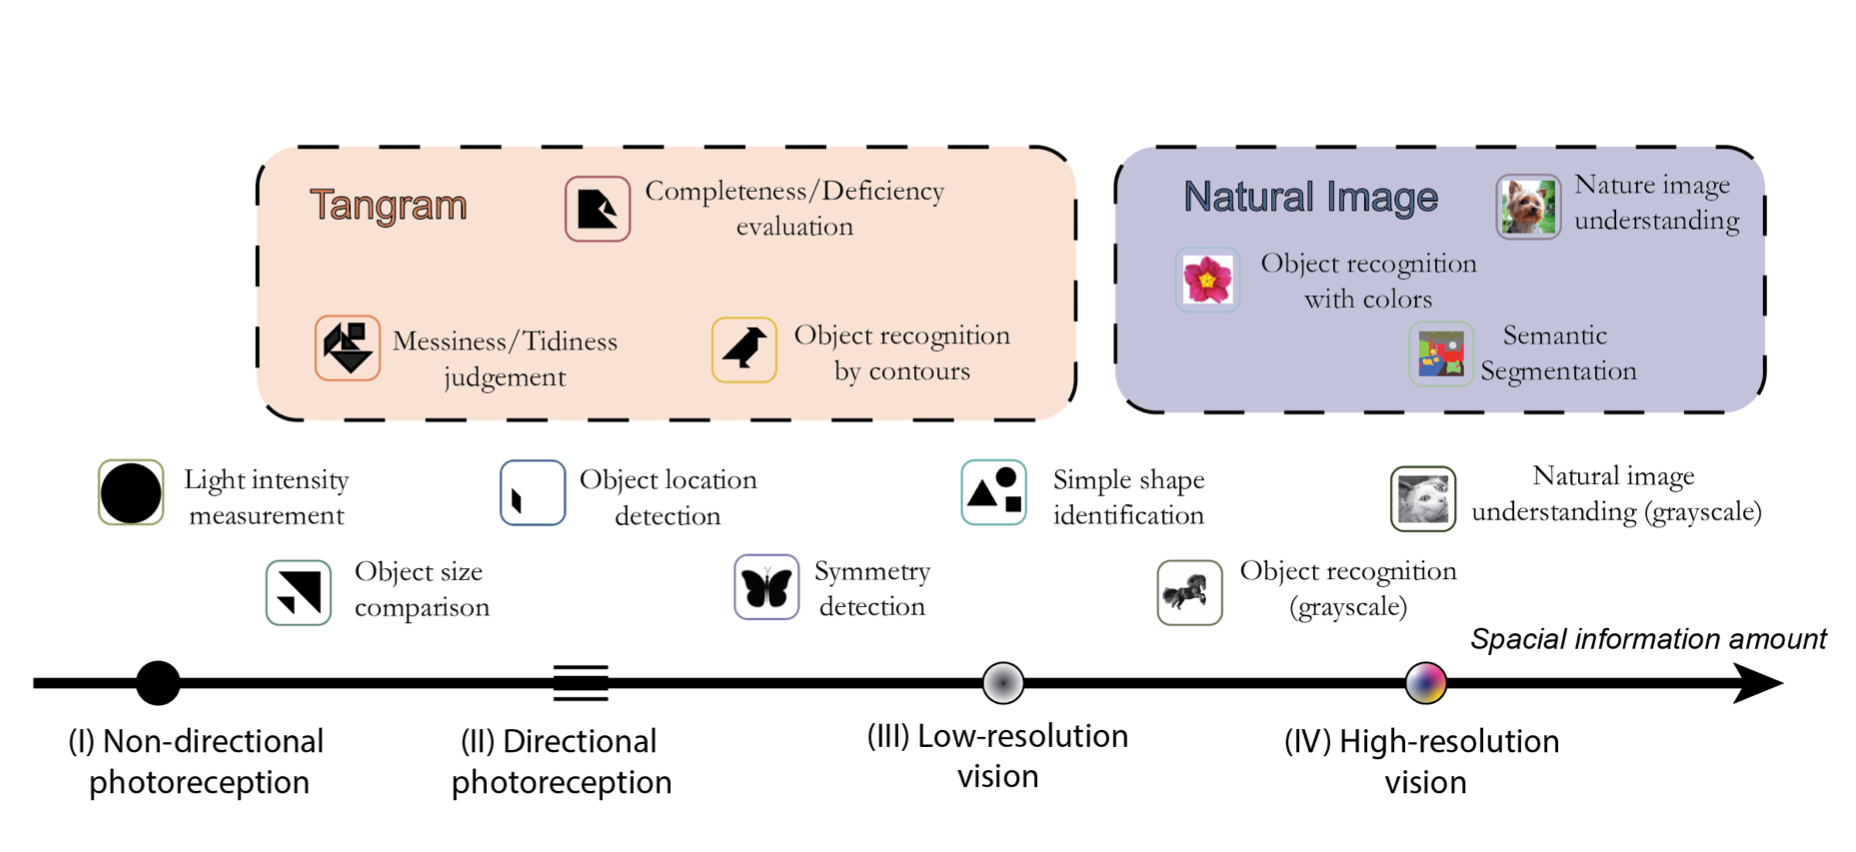 Tangram
Completeness/Deficiency
evaluation
Messiness/Tidiness
judgement
Object recognition
by contours
Natural Image
Nature image
understanding
Object recognition
with colors
Semantic
Segmentation
Light intensity
measurement
Object location
detection
Simple shape
identification
Natural image
understanding (grayscale)
Object size
comparison
Symmetry
detection
Object recognition
(grayscale)
Spacial information amount
(I) Non-directional
photoreception
(II) Directional
photoreception
(III) Low-resolution
vision
(IV) High-resolution
vision